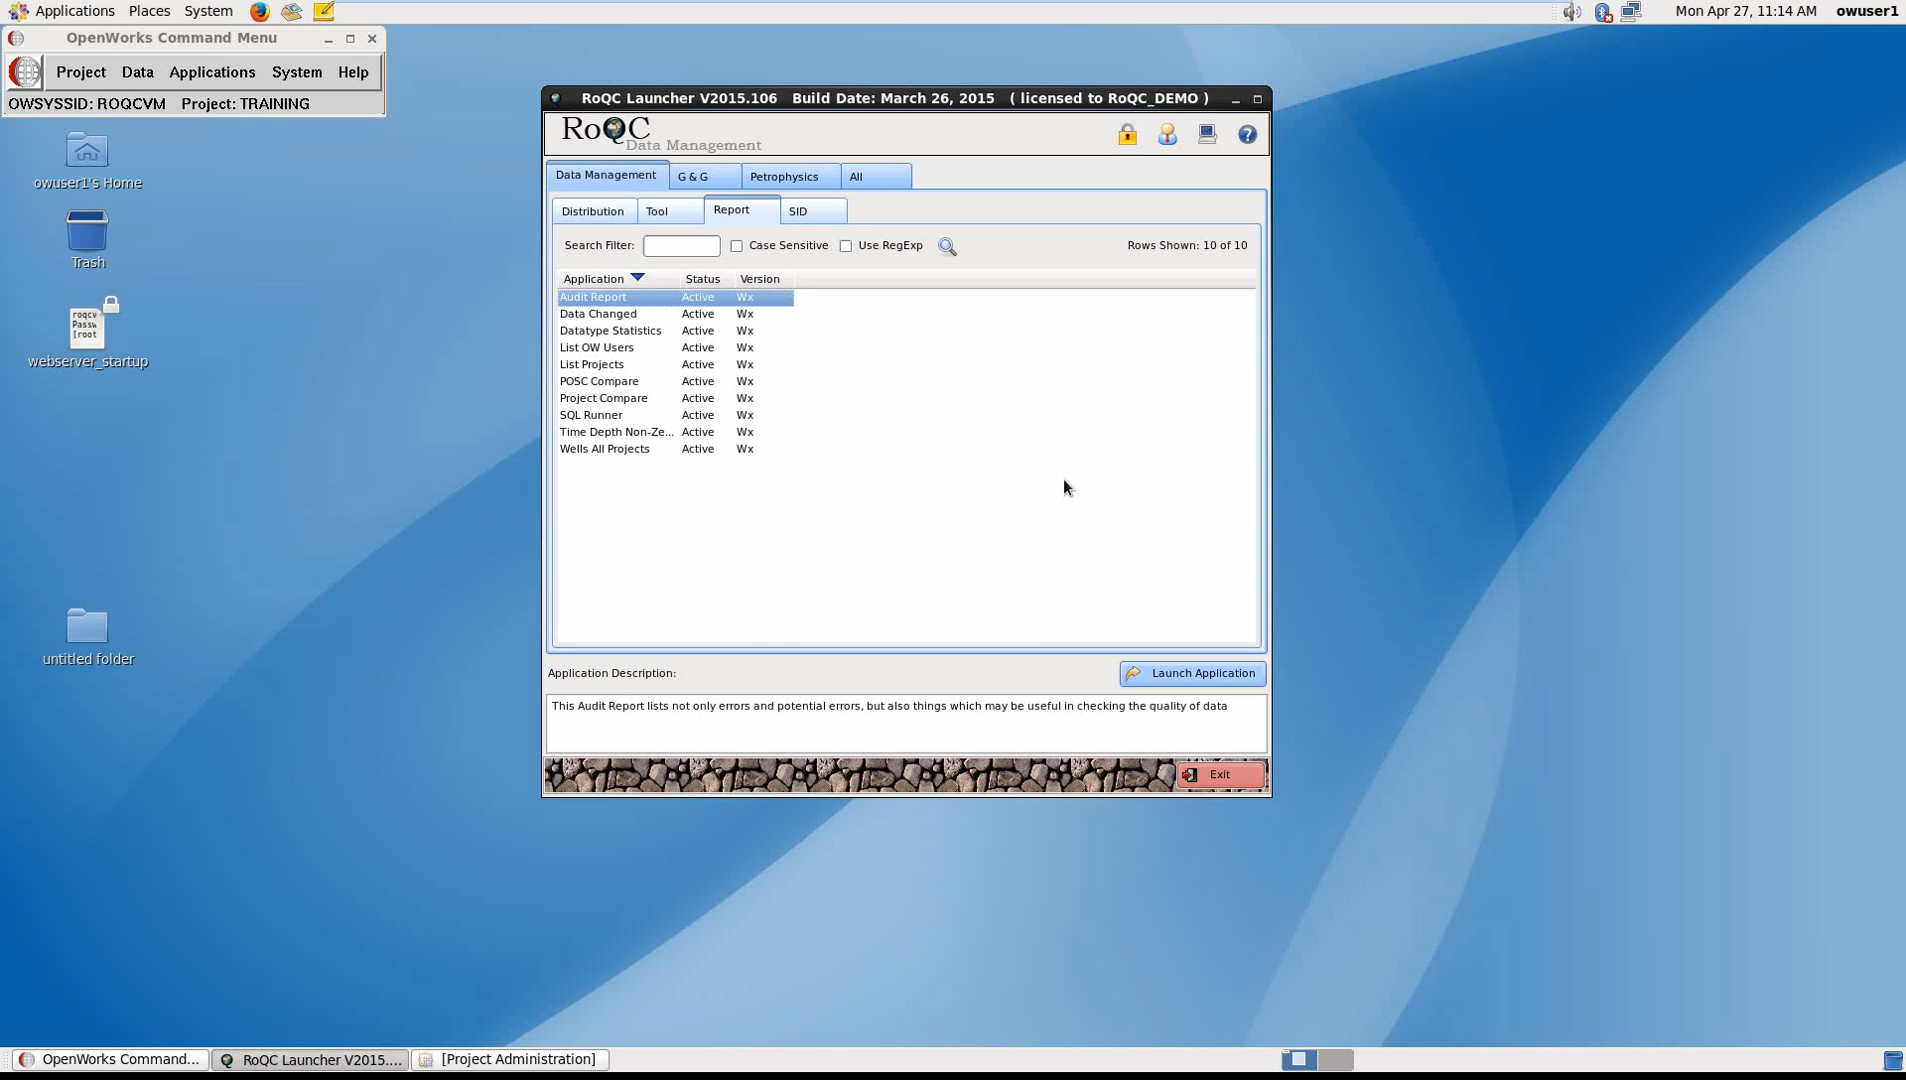 Applications Places System
Mon Apr 27, 11:14 AM owuser1
OpenWorks Command Menu
Project Data Applications System Help
OWSYSSID: ROQCVM Project: TRAINING
owuser1's Home
Trash
roqcv
Passw
[root
webserver_startup
untitled folder
RoQC Launcher V2015.106 Build Date: March 26, 2015 ( licensed to RoQC_DEMO )
RoQC
Data Management
Data Management G & G Petrophysics All
Distribution Tool Report SID
Search Filter: Case Sensitive Use RegExp Rows Shown: 10 of 10
Application Status Version
Audit Report Active Wx
Data Changed Active Wx
Datatype Statistics Active Wx
List OW Users Active Wx
List Projects Active Wx
POSC Compare Active Wx
Project Compare Active Wx
SQL Runner Active Wx
Time Depth Non-Ze... Active Wx
Wells All Projects Active Wx
Application Description: Launch Application
This Audit Report lists not only errors and potential errors, but also things which may be useful in checking the quality of data
Exit
OpenWorks Command... RoQC Launcher V2015.... [Project Administration]